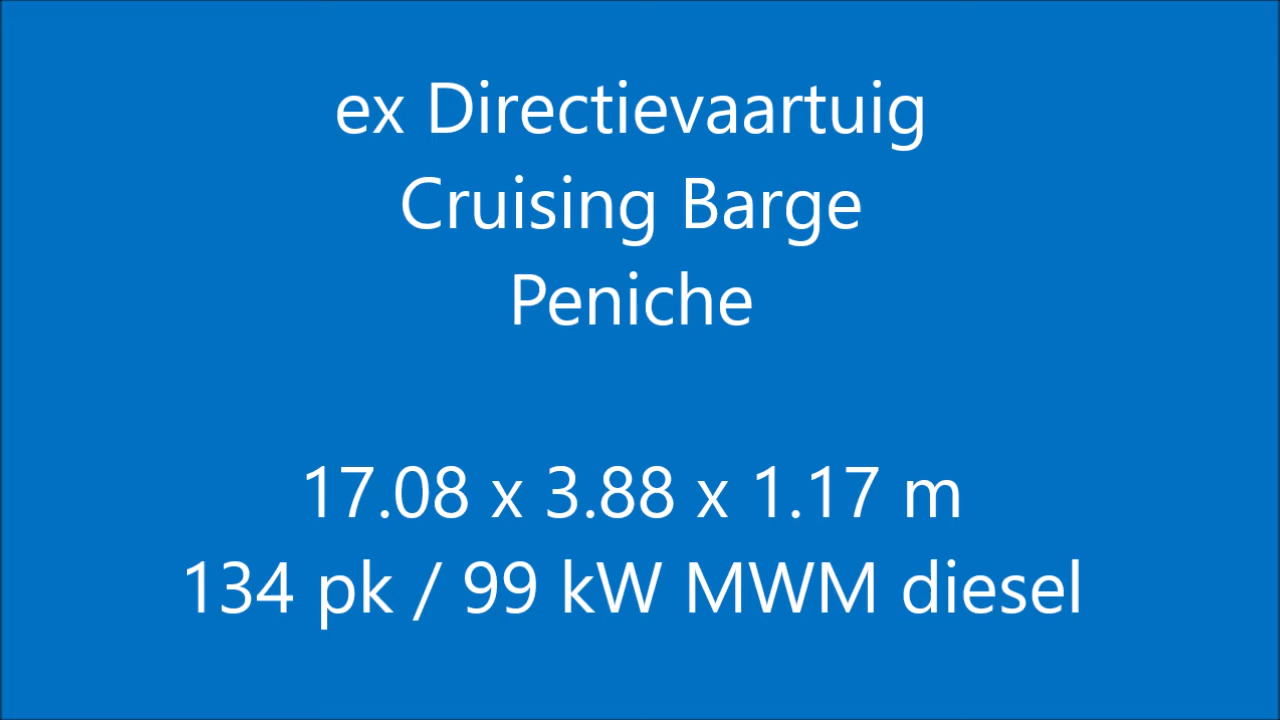 ex Directievaartuig
Cruising Barge
Peniche
17.08 x 3.88 x 1.17 m
134 pk / 99 kW MWM diesel